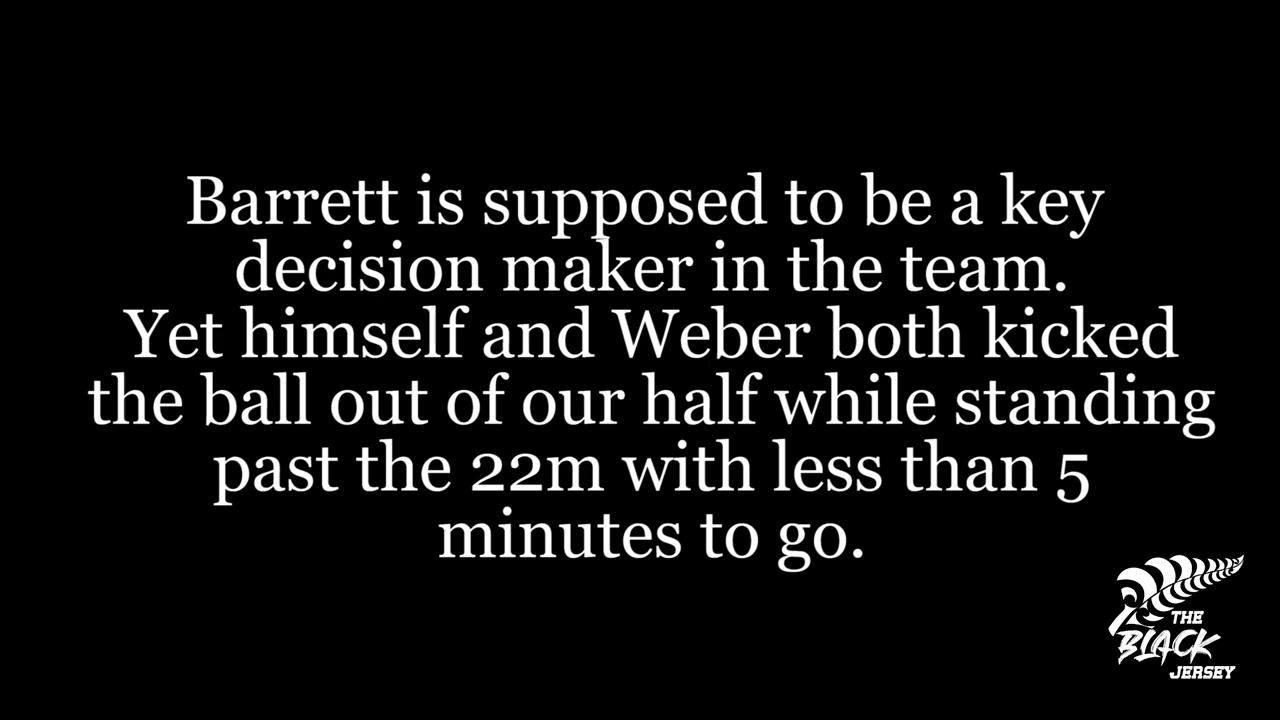 Barrett is supposed to be a key
decision maker in the team.
Yet himself and Weber both kicked
the ball out of our half while standing
past the 22m with less than 5
minutes to go.
THE
BLACK
JERSEY